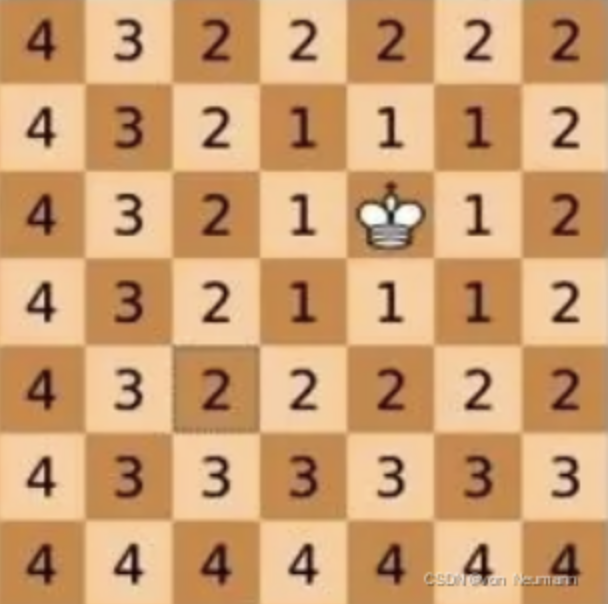 4 3 2 2 2 2 2
4 3 2 1 1 1 2
4 3 2 1 1 2
4 3 2 1 1 1 2
4 3 2 2 2 2 2
4 3 3 3 3 3 3
4 4 4 4 4 4 4
CSDN @von Neumann